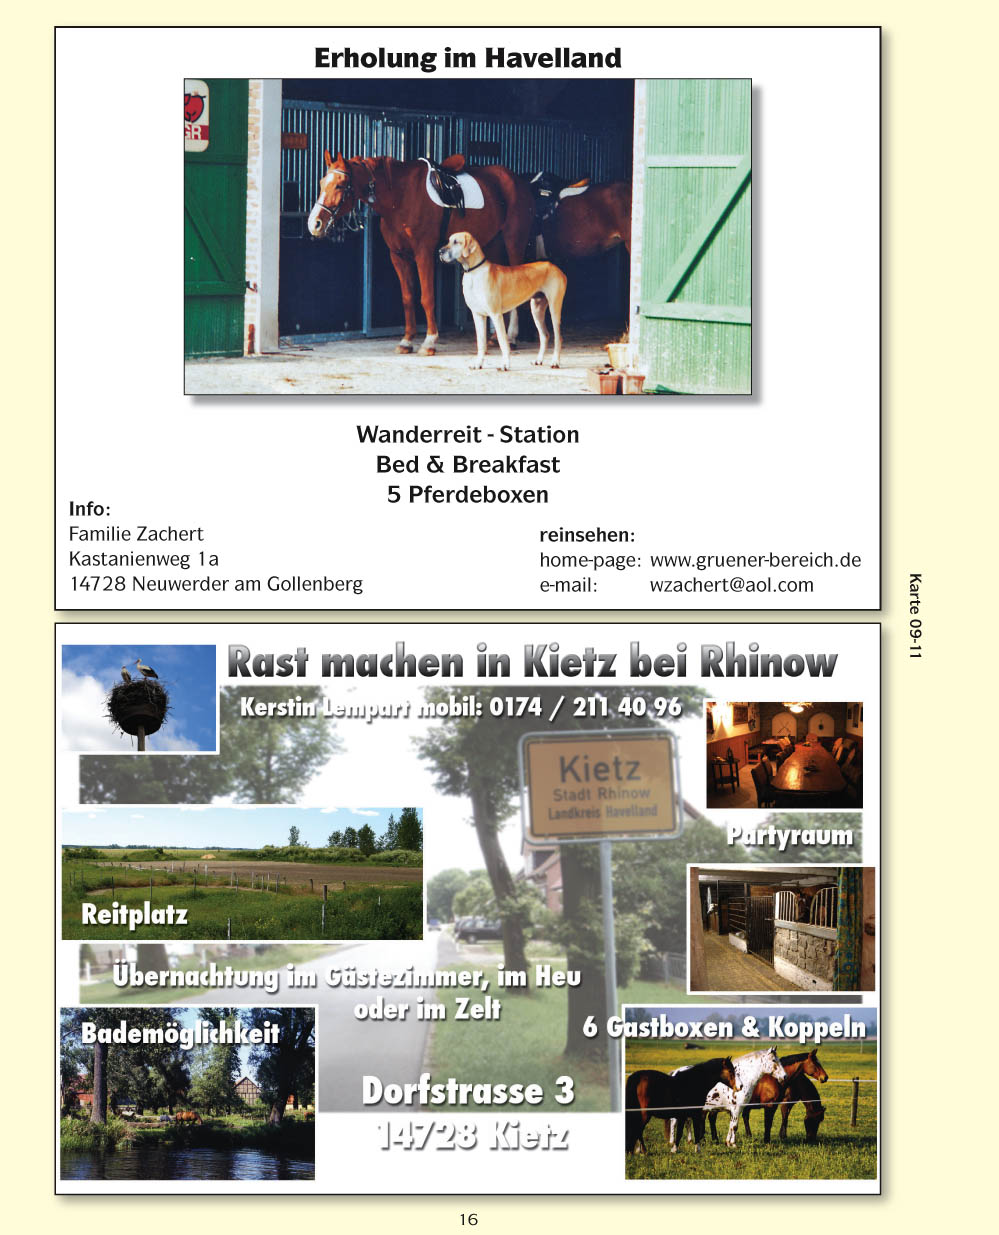 Erholung im Havelland
GR
Wanderreit - Station
Bed & Breakfast
5 Pferdeboxen
Info:
Familie Zachert
Kastanienweg 1a
14728 Neuwerder am Gollenberg
reinsehen:
home-page: www.gruener-bereich.de
e-mail: wzachert@aol.com
Karte 09-11
Rast machen in Kietz bei Rhinow
Kerstin Lempart mobil: 0174 / 211 40 96
Kietz
Stadt Rhinow
Landkreis Havelland
Partyraum
Reitplatz
Übernachtung im Gästezimmer, im Heu
oder im Zelt
Bademöglichkeit
6 Gastboxen & Koppeln
Dorfstrasse 3
14728 Kietz
16